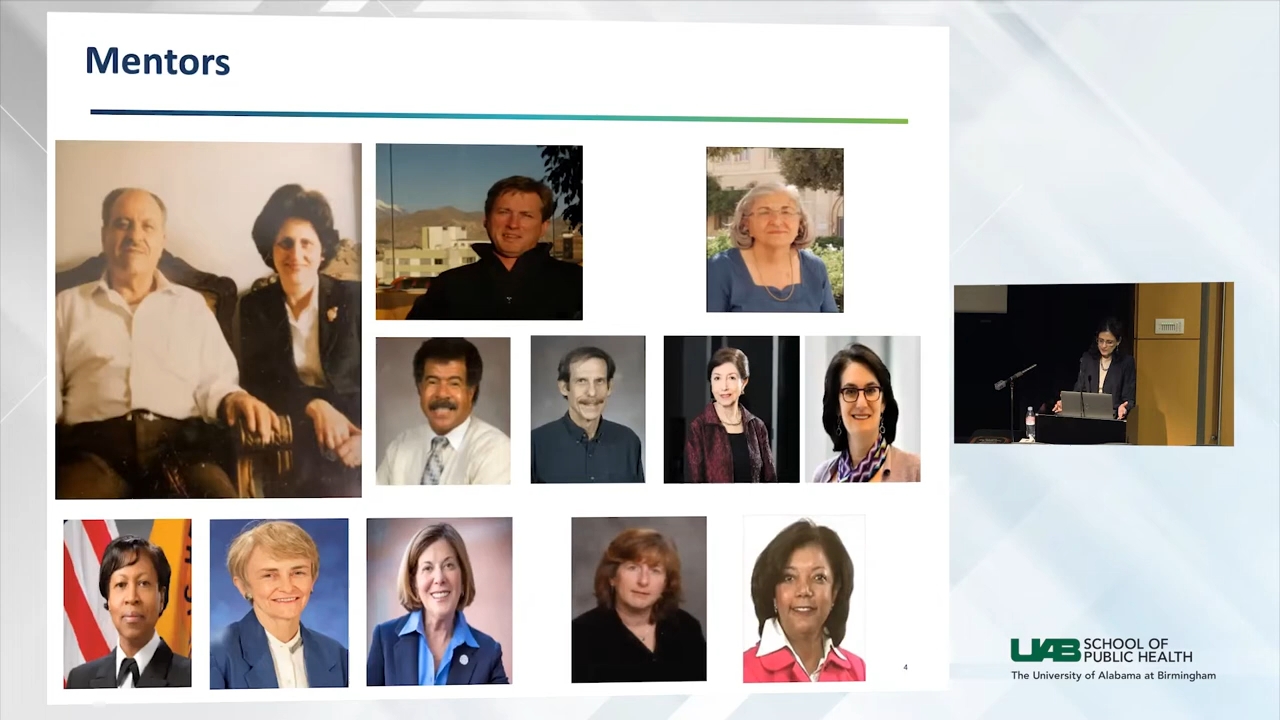 Mentors
4
UAB SCHOOL OF
PUBLIC HEALTH
The University of Alabama at Birmingham